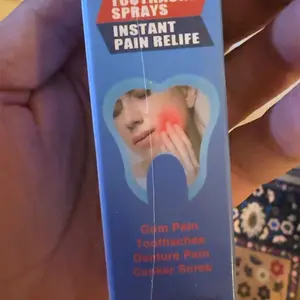 TOOTHACHE
SPRAYS
INSTANT
PAIN RELIFE
Gum Pain
Toothaches
Denture Pain
Canker Sores